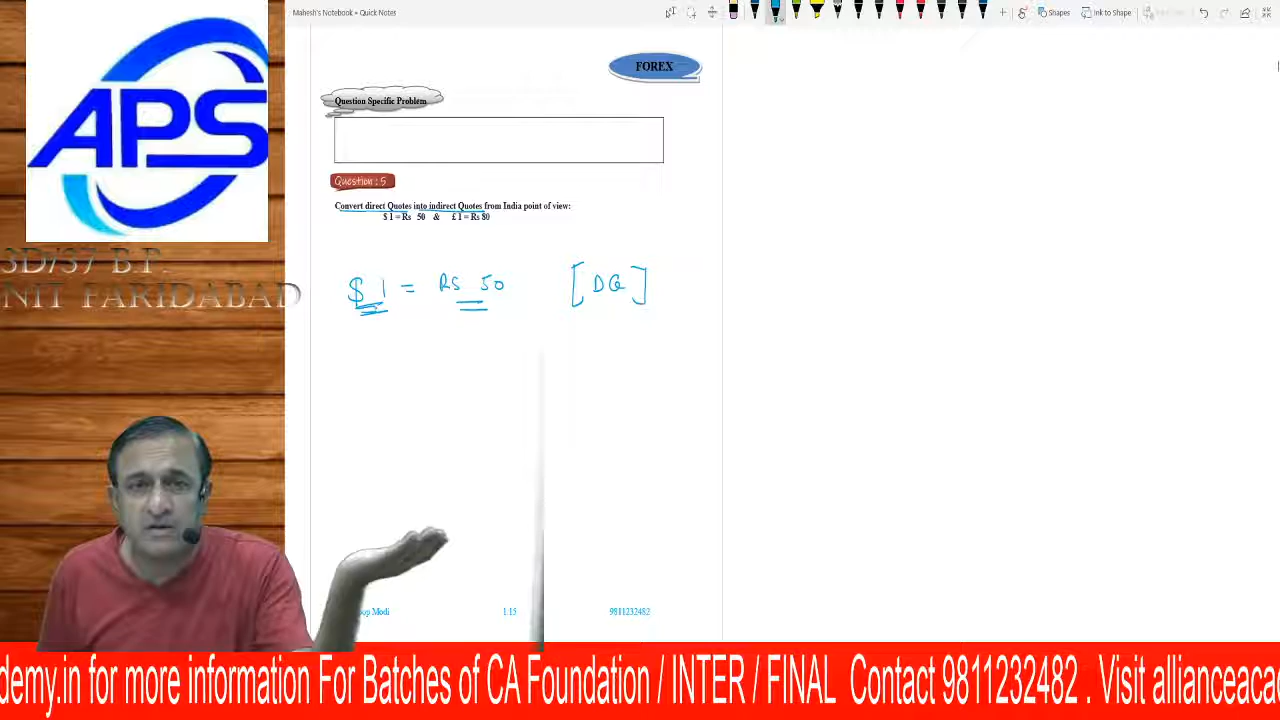 Mahesh's Notebook » Quick Notes
Shapes
Ink to Shape
APS
3D/37 B.P.
NIT FARIDABAD
FOREX
Question Specific Problem
Question : 5
Convert direct Quotes into indirect Quotes from India point of view:
$ 1 = Rs 50 & £ 1 = Rs 80
$ 1 = RS 50 [ DQ ]
op Modi 1.15 9811232482
demy.in for more information For Batches of CA Foundation / INTER / FINAL Contact 9811232482 . Visit allianceaca